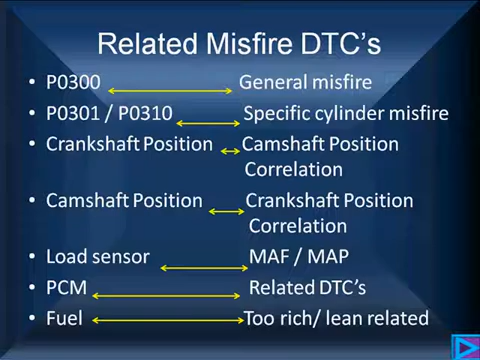 Related Misfire DTC's
• P0300 General misfire
• P0301 / P0310 Specific cylinder misfire
• Crankshaft Position Camshaft Position
Correlation
• Camshaft Position Crankshaft Position
Correlation
• Load sensor MAF / MAP
• PCM Related DTC's
• Fuel Too rich/ lean related